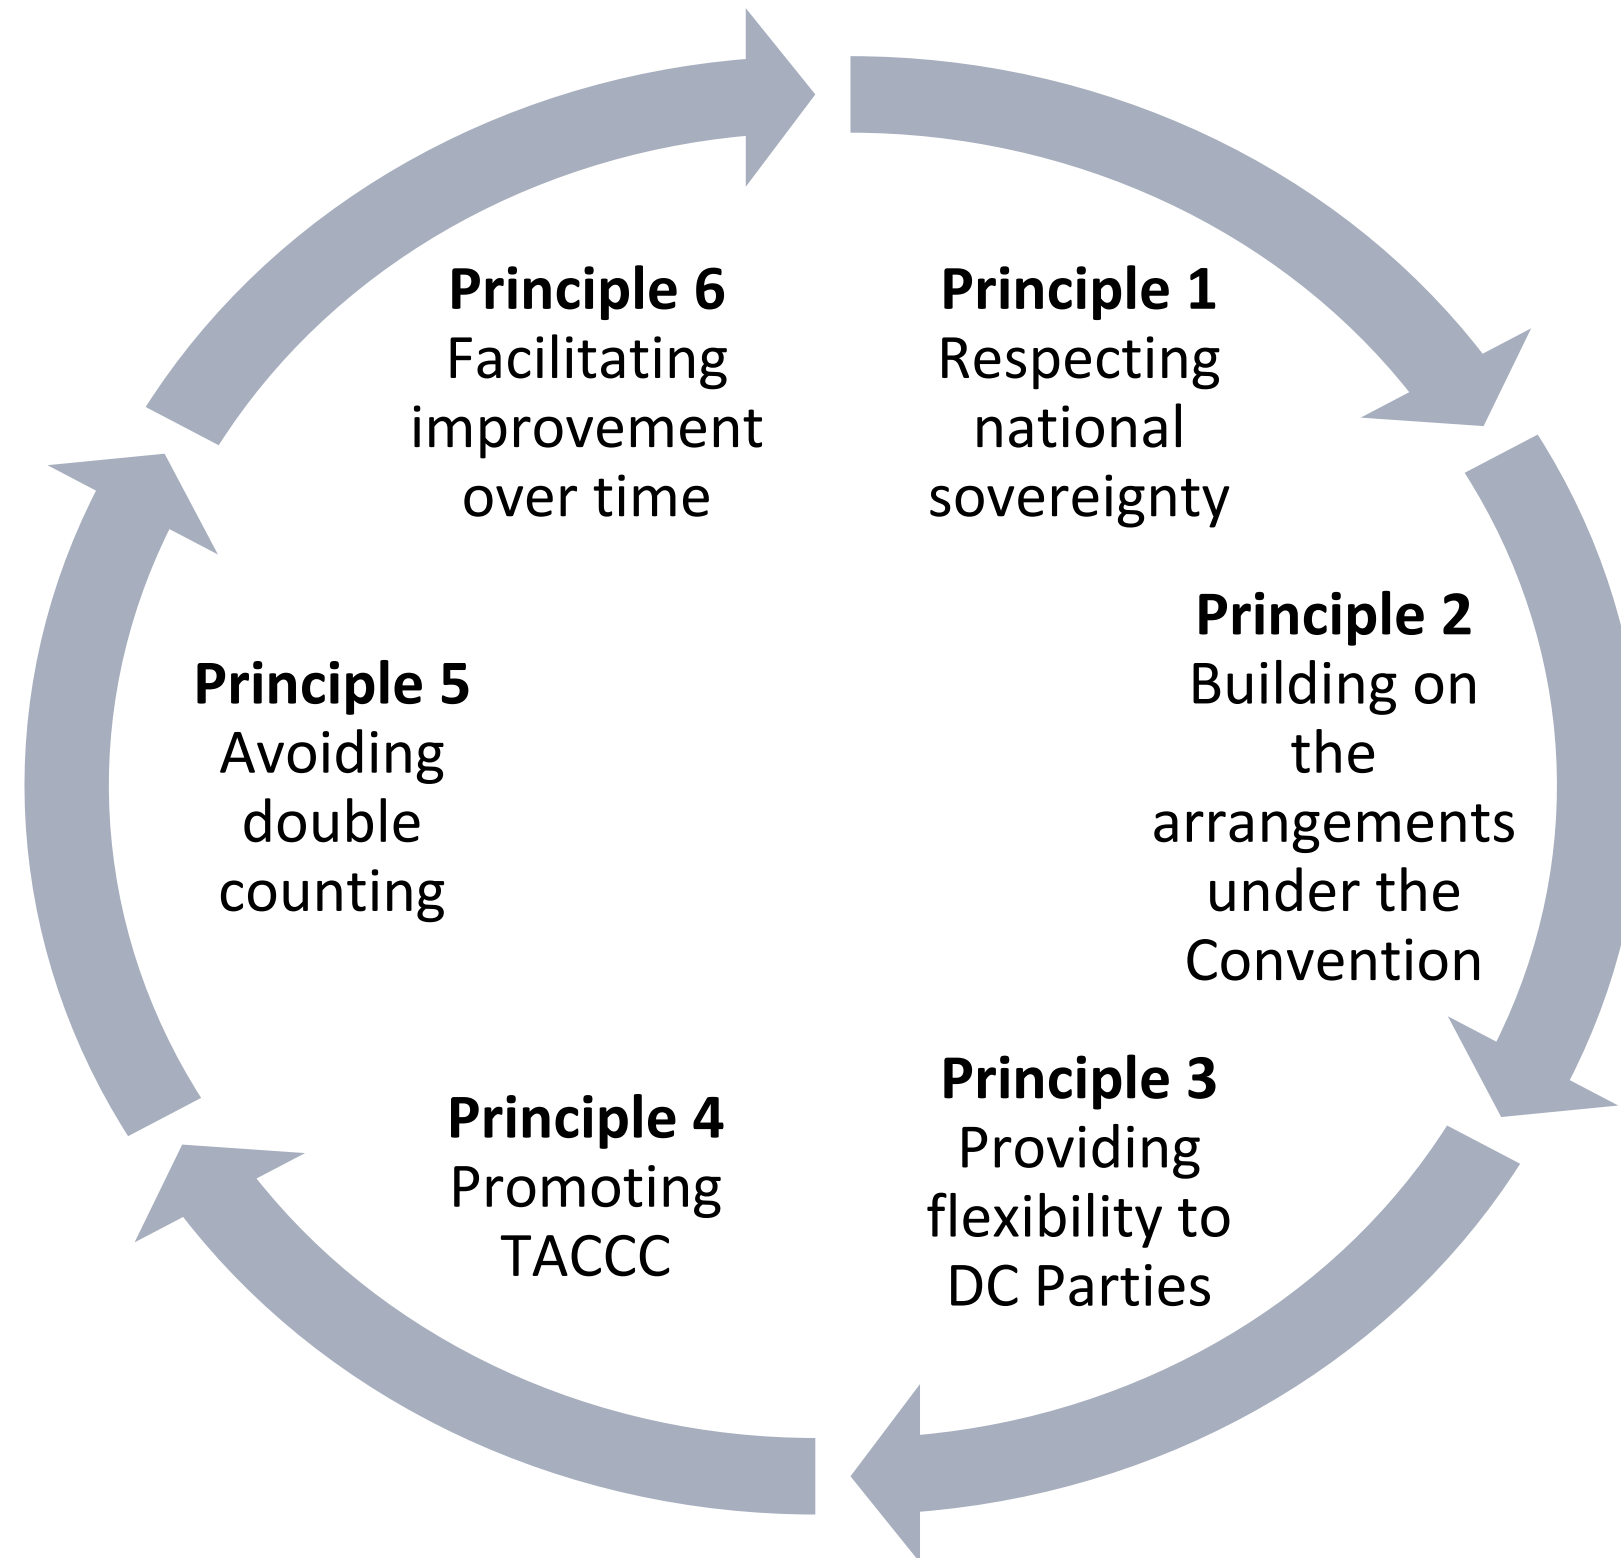 Principle 1
Respecting
national
sovereignty
Principle 2
Building on
the
arrangements
under the
Convention
Principle 3
Providing
flexibility to
DC Parties
Principle 4
Promoting
TACCC
Principle 5
Avoiding
double
counting
Principle 6
Facilitating
improvement
over time